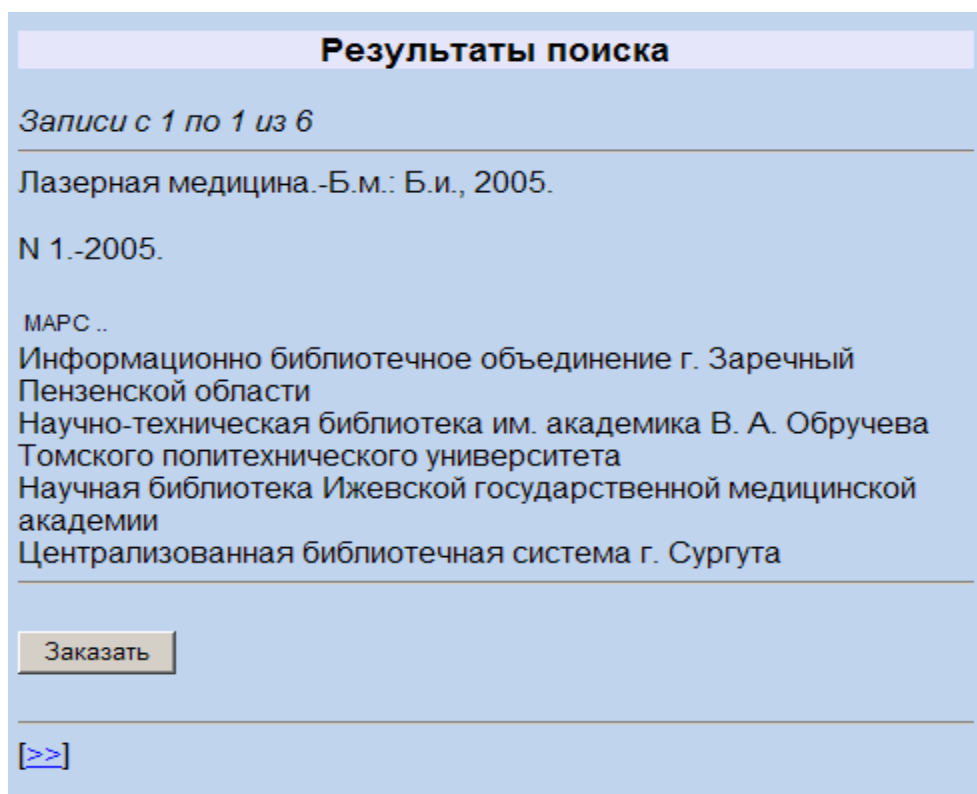 Результаты поиска
Записи с 1 по 1 из 6
Лазерная медицина.-Б.м.: Б.и., 2005.
N 1.-2005.
МАРС ..
Информационно библиотечное объединение г. Заречный
Пензенской области
Научно-техническая библиотека им. академика В. А. Обручева
Томского политехнического университета
Научная библиотека Ижевской государственной медицинской
академии
Централизованная библиотечная система г. Сургута
Заказать
[>>]